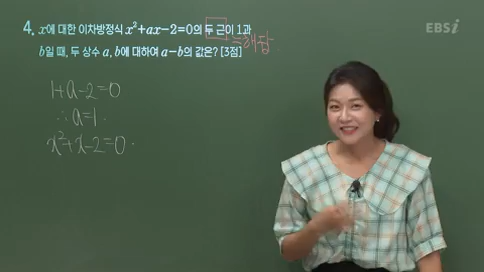 4. x에 대한 이차방정식 x²+ax-2=0의 두 근이 1과
b일 때, 두 상수 a, b에 대하여 a-b의 값은? [3점]
=해답
EBSi
1+a-2=0
∴a=1.
x²+x-2=0.